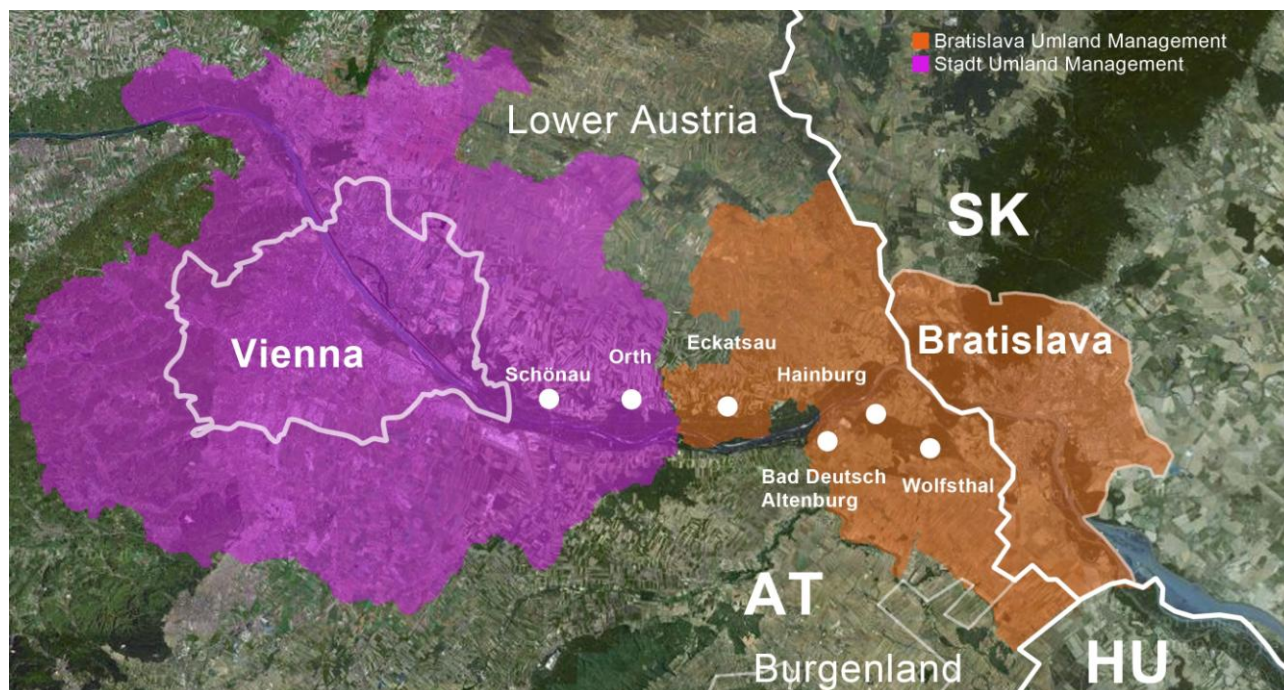 Bratislava Umland Management
Stadt Umland Management
Lower Austria
SK
Bratislava
Vienna
Eckatsau
Orth
Schönau
Hainburg
Bad Deutsch
Altenburg
Wolfsthal
AT
Burgenland
HU